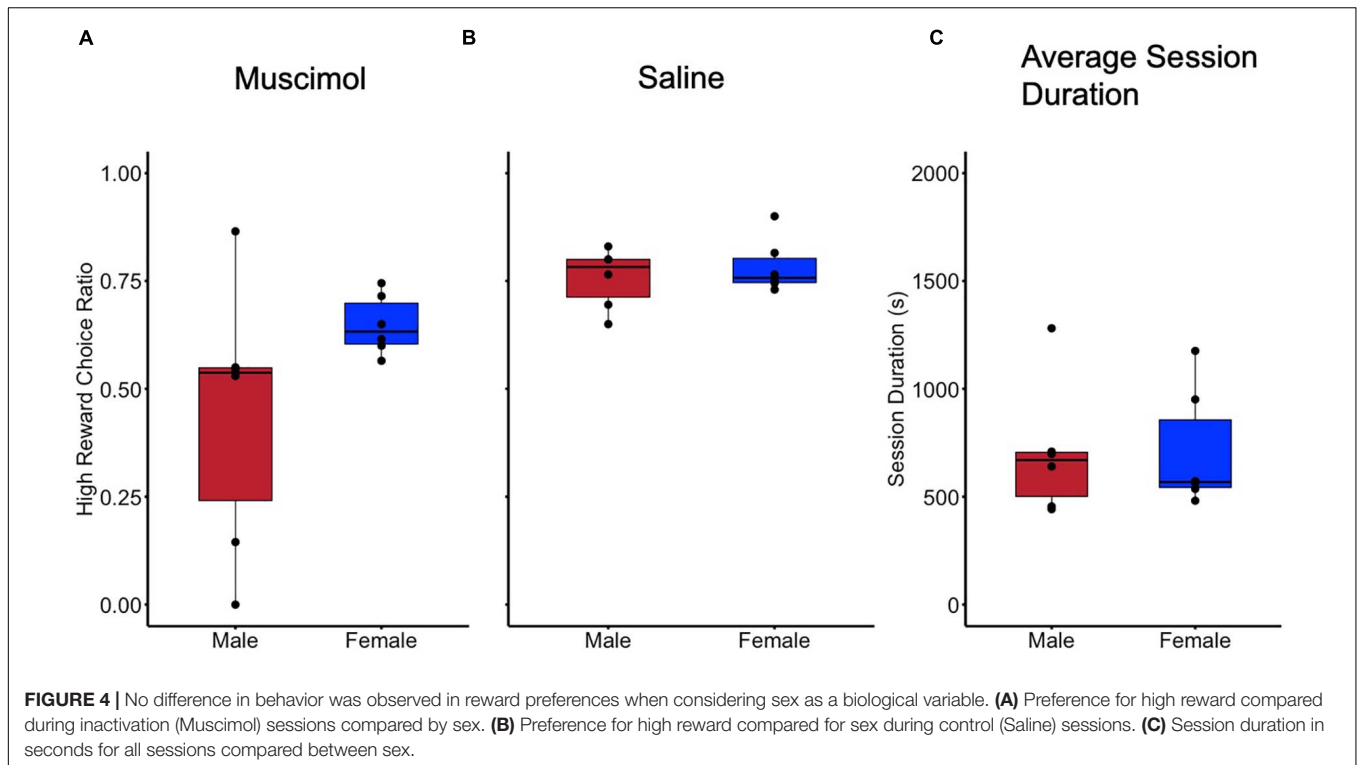 A
B
C
Muscimol
Saline
Average Session
Duration
High Reward Choice Ratio
1.00
0.75
0.50
0.25
0.00
Male
Female
Male
Female
Session Duration (s)
2000
1500
1000
500
0
Male
Female
FIGURE 4 | No difference in behavior was observed in reward preferences when considering sex as a biological variable. (A) Preference for high reward compared
during inactivation (Muscimol) sessions compared by sex. (B) Preference for high reward compared for sex during control (Saline) sessions. (C) Session duration in
seconds for all sessions compared between sex.